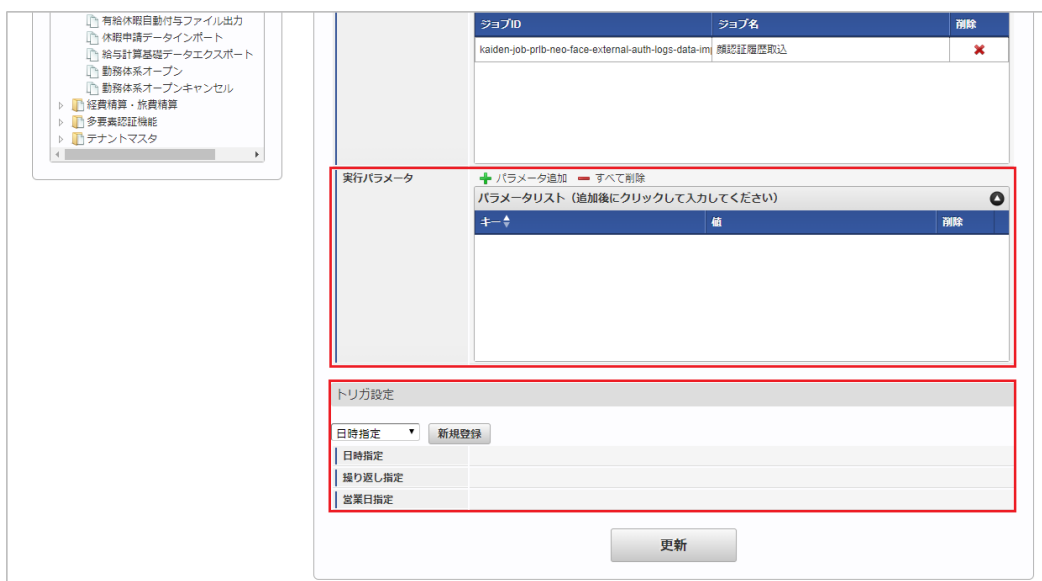 有給休暇自動付与ファイル出力
休暇申請データインポート
給与計算基礎データエクスポート
勤務体系オープン
勤務体系オープンキャンセル
経費精算・旅費精算
多要素認証機能
テナントマスタ
ジョブID ジョブ名 削除
kaiden-job-prlb-neo-face-external-auth-logs-data-im 顔認証履歴取込
実行パラメータ
パラメータ追加 すべて削除
パラメータリスト（追加後にクリックして入力してください）
キー 値 削除
トリガ設定
日時指定 新規登録
日時指定
繰り返し指定
営業日指定
更新